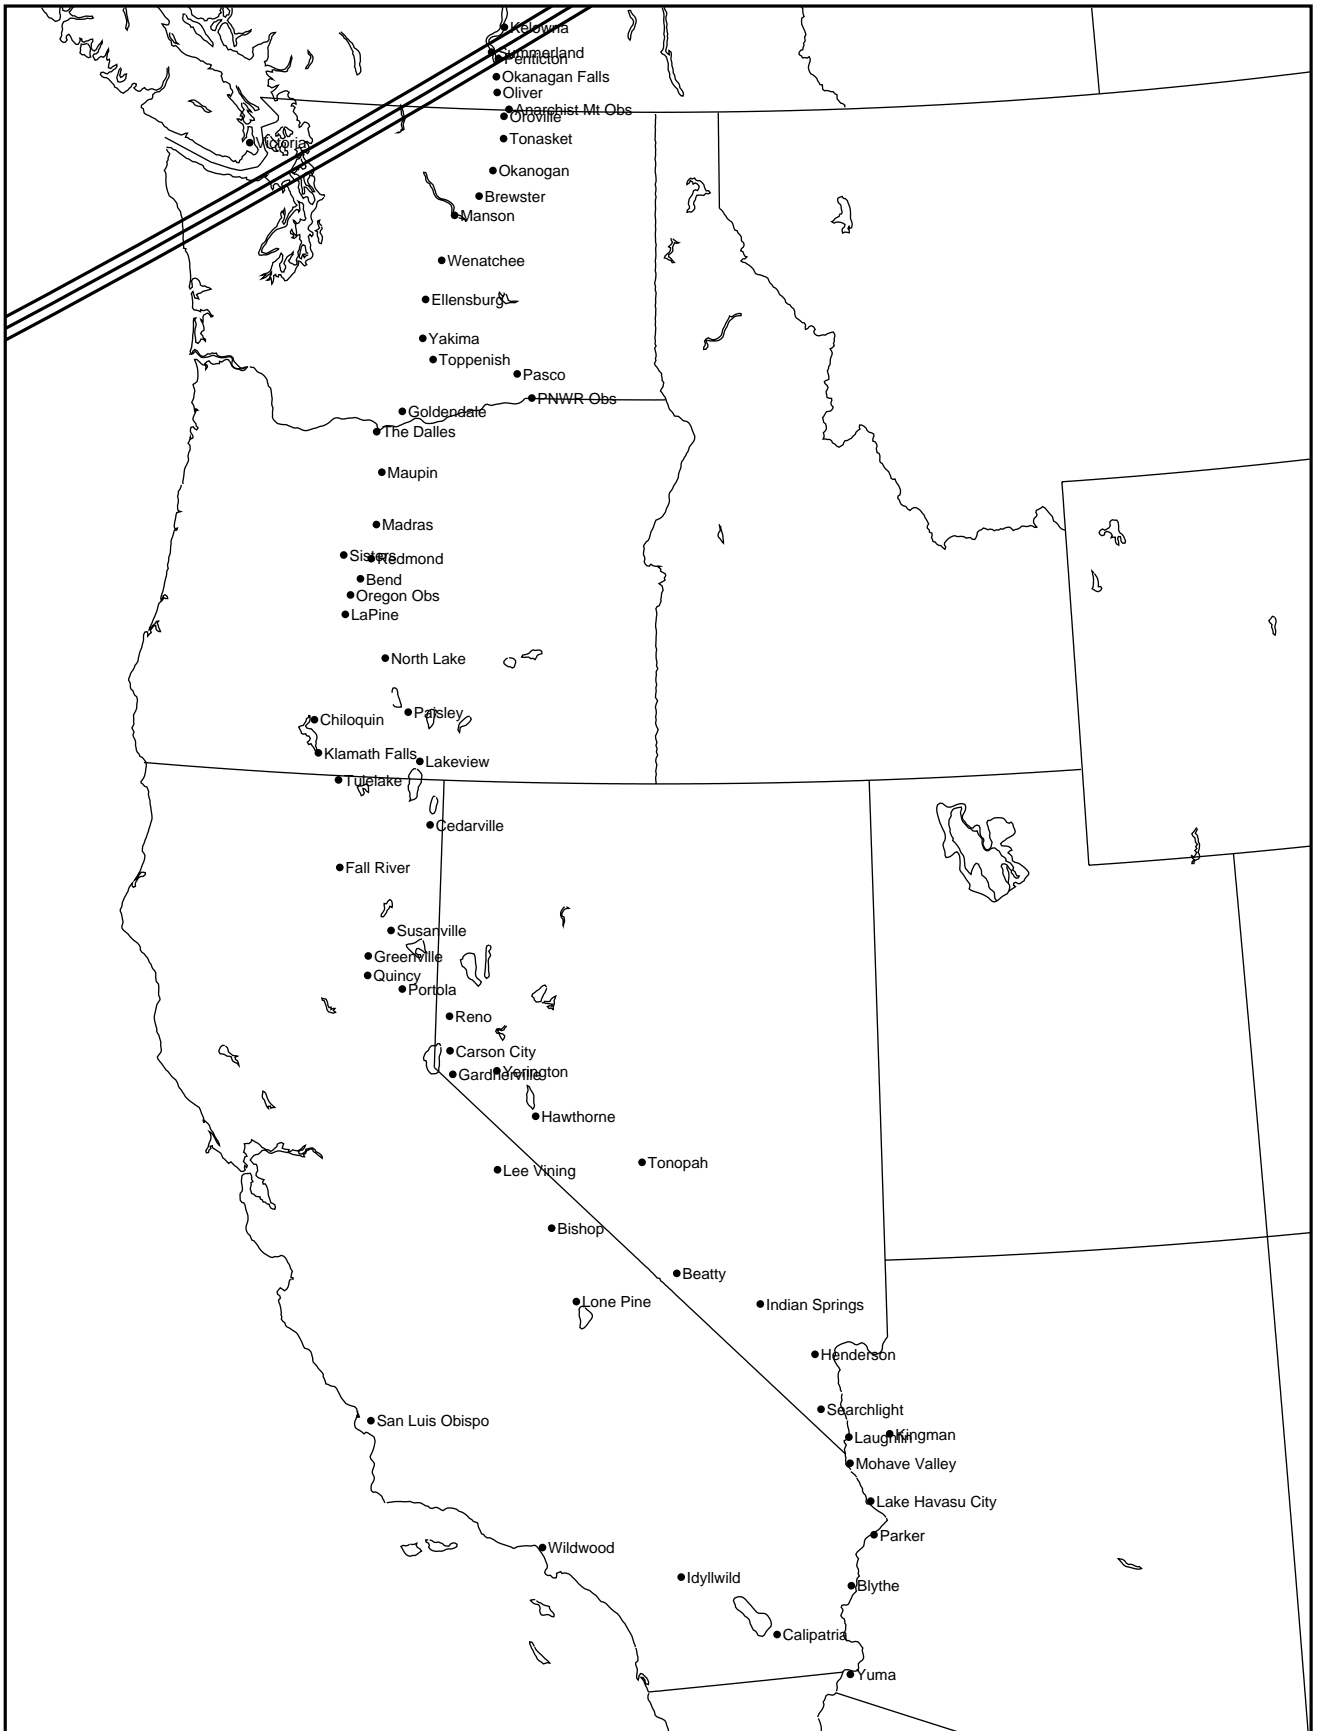 Kelowna
Summerland
Penticton
Okanagan Falls
Oliver
Anarchist Mt Obs
Oroville
Tonasket
Victoria
Okanogan
Brewster
Manson
Wenatchee
Ellensburg
Yakima
Toppenish
Pasco
PNWR Obs
Goldendale
The Dalles
Maupin
Madras
Sisters
Redmond
Bend
Oregon Obs
LaPine
North Lake
Paisley
Chiloquin
Klamath Falls
Lakeview
Tulelake
Cedarville
Fall River
Susanville
Greenville
Quincy
Portola
Reno
Carson City
Yerington
Gardnerville
Hawthorne
Tonopah
Lee Vining
Bishop
Beatty
Lone Pine
Indian Springs
Henderson
Searchlight
San Luis Obispo
Kingman
Laughlin
Mohave Valley
Lake Havasu City
Parker
Wildwood
Idyllwild
Blythe
Calipatria
Yuma